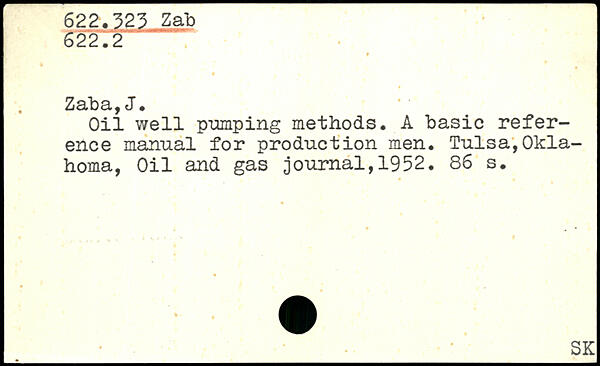 622.323 Zab
622.2
Zaba,J.
Oil well pumping methods. A basic refer-
ence manual for production men. Tulsa,Okla-
homa, Oil and gas journal,1952. 86 s.
SK